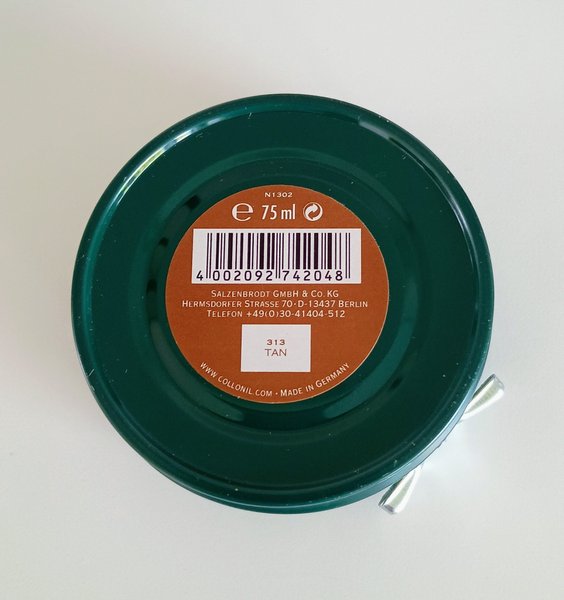 N1302
℮ 75 ml
4 002092 742048
SALZENBRODT GMBH & CO. KG
HERMSDORFER STRASSE 70 · D-13437 BERLIN
TELEFON +49(0)30-41404-512
313
TAN
WWW.COLLONIL.COM · MADE IN GERMANY